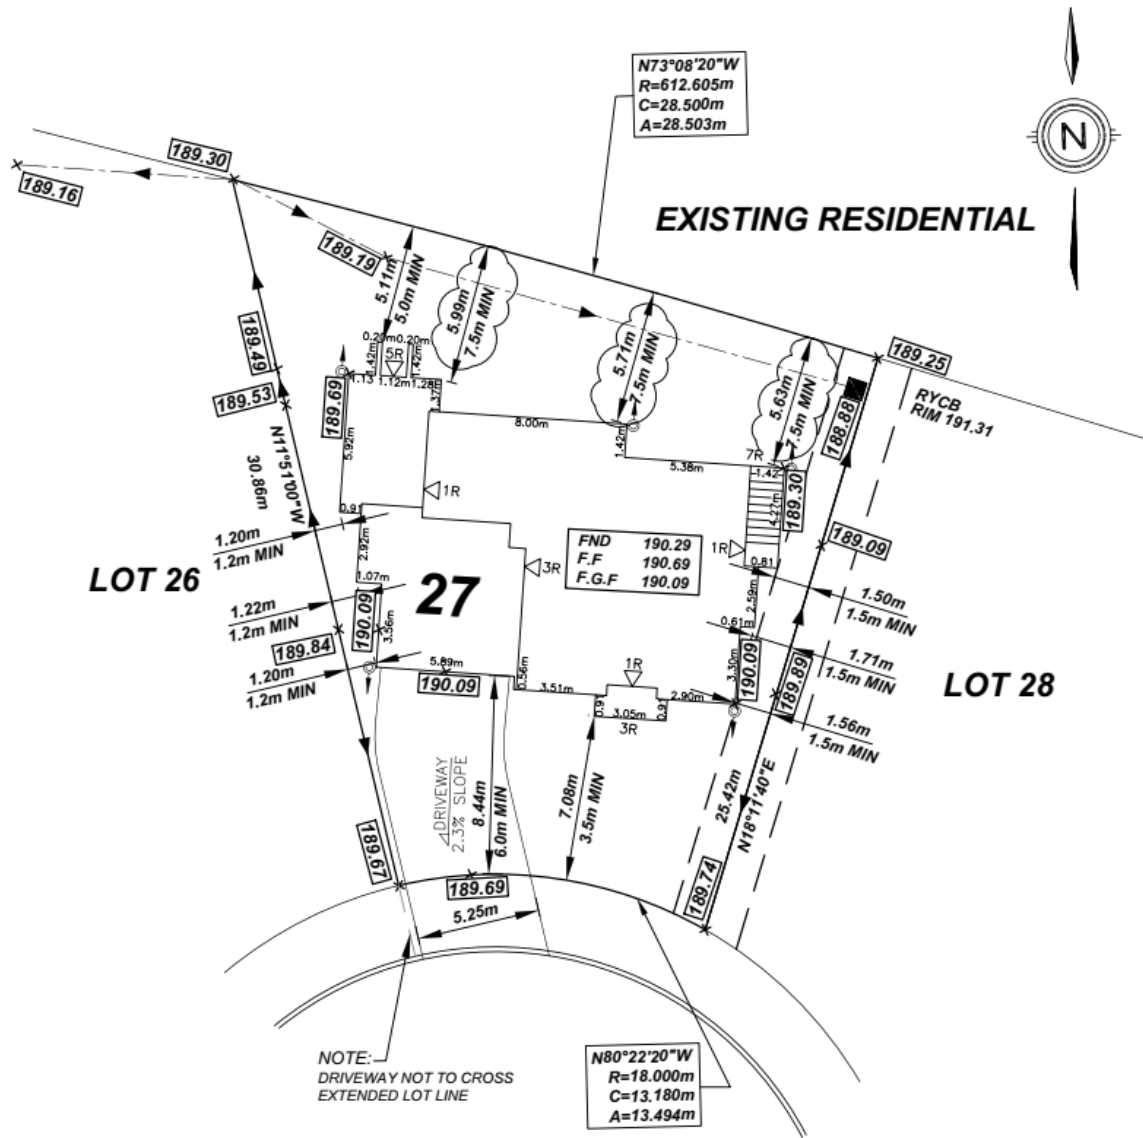 N73°08'20"W
R=612.605m
C=28.500m
A=28.503m
N
189.30
189.16
EXISTING RESIDENTIAL
189.19
5.11m
5.0m MIN
5.99m
7.5m MIN
5.71m
7.5m MIN
5.63m
7.5m MIN
189.25
RYCB
RIM 191.31
188.88
189.49
189.53
N11°51'00"W
30.86m
0.20m
0.20m
1.42m
5R
1.42m
1.13
1.12m
1.28
1.37
189.69
5.92m
8.00m
1.42m
5.38m
7R
1.42
4.27m
189.30
189.09
1R
0.91
1.20m
1.2m MIN
2.92m
LOT 26
27
3R
FND 190.29
F.F 190.69
F.G.F 190.09
1R
0.81
2.59m
1.50m
1.5m MIN
1.07m
1.22m
1.2m MIN
190.09
3.56m
189.84
1.20m
1.2m MIN
5.89m
190.09
0.56m
3.51m
1R
0.91
3.05m
0.91
3R
2.90m
0.61m
3.30m
190.09
189.89
1.71m
1.5m MIN
LOT 28
1.56m
1.5m MIN
DRIVEWAY
2.3% SLOPE
8.44m
6.0m MIN
7.08m
3.5m MIN
25.42m
N18°11'40"E
189.67
189.69
189.74
5.25m
NOTE:
DRIVEWAY NOT TO CROSS
EXTENDED LOT LINE
N80°22'20"W
R=18.000m
C=13.180m
A=13.494m